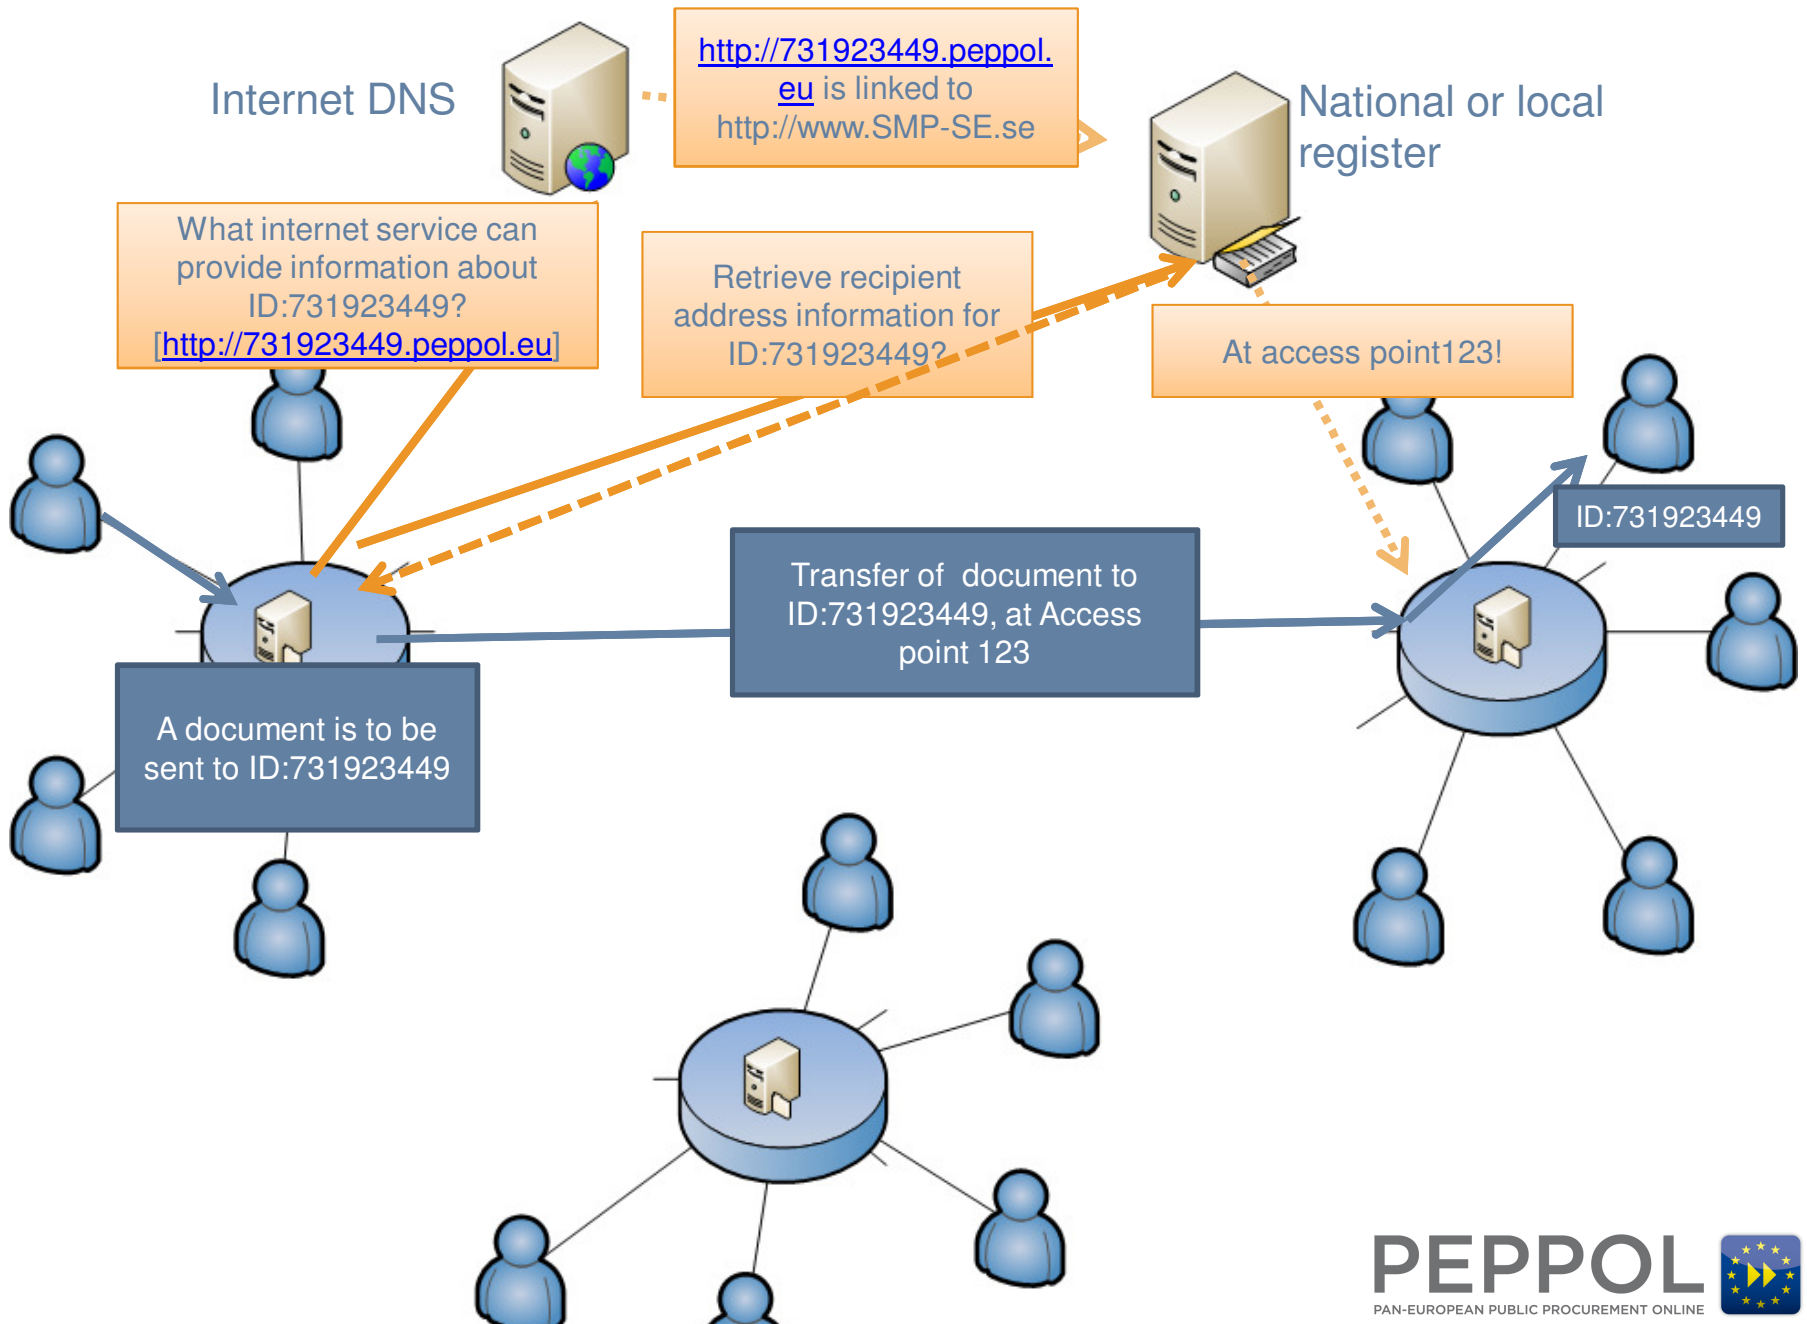 Internet DNS
http://731923449.peppol.
eu is linked to
http://www.SMP-SE.se
National or local
register
What internet service can
provide information about
ID:731923449?
[http://731923449.peppol.eu]
Retrieve recipient
address information for
ID:731923449?
At access point123!
ID:731923449
Transfer of document to
ID:731923449, at Access
point 123
A document is to be
sent to ID:731923449
PEPPOL
PAN-EUROPEAN PUBLIC PROCUREMENT ONLINE